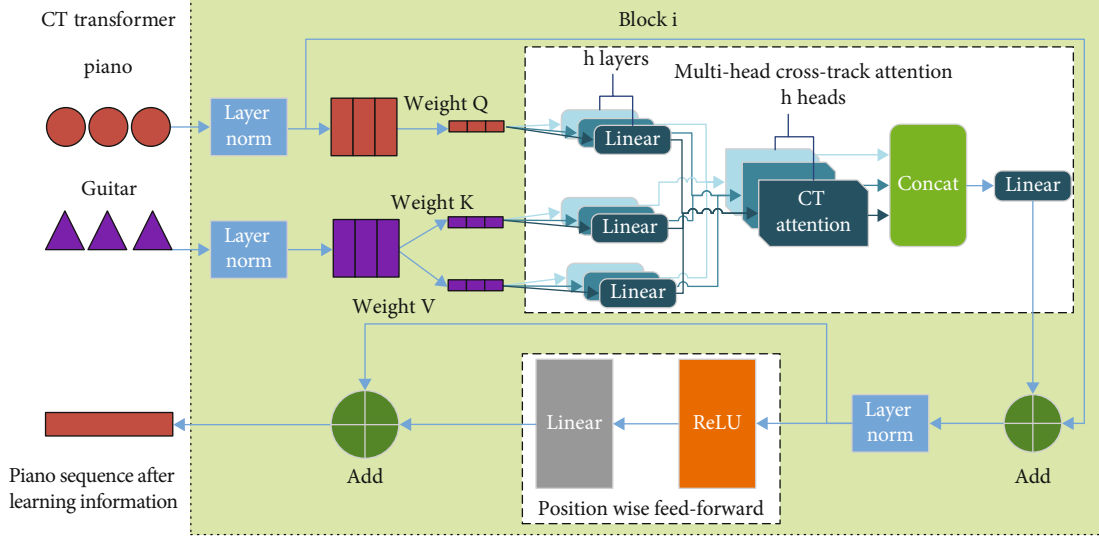 CT transformer
Block i
piano
h layers
Multi-head cross-track attention
h heads
Layer
norm
Weight Q
Linear
Guitar
Weight K
Linear
CT
attention
Concat
Linear
Layer
norm
Linear
Weight V
Linear
ReLU
Layer
norm
Add
Add
Piano sequence after
learning information
Position wise feed-forward